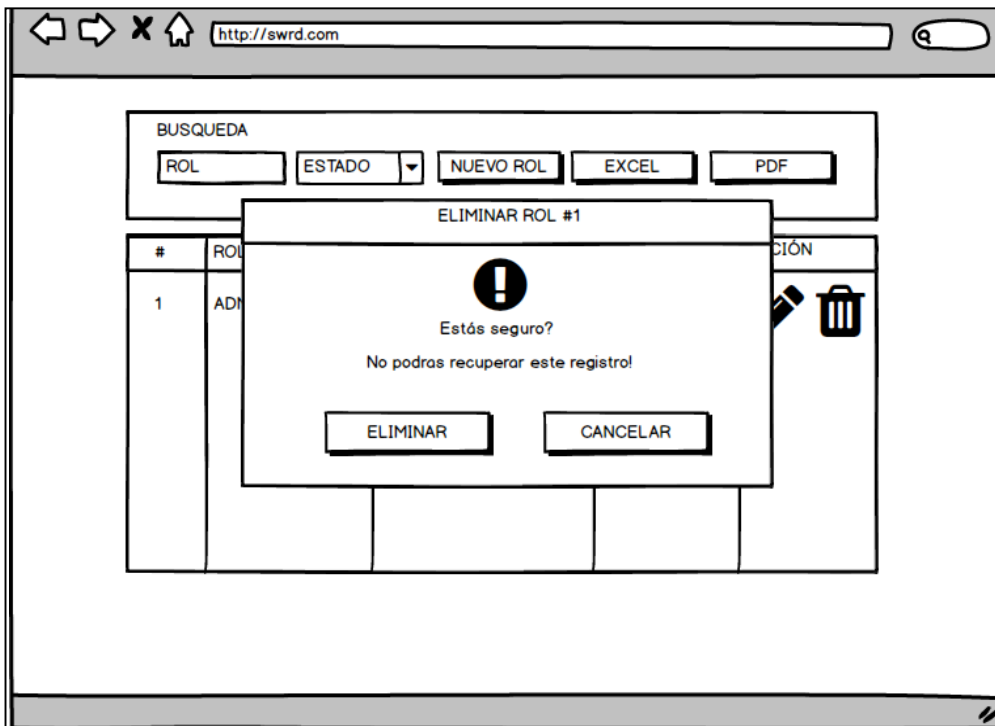 http://swrd.com
BUSQUEDA
ROL ESTADO NUEVO ROL EXCEL PDF
ELIMINAR ROL #1
# ROL CIÓN
1
Estás seguro?
No podras recuperar este registro!
ELIMINAR CANCELAR